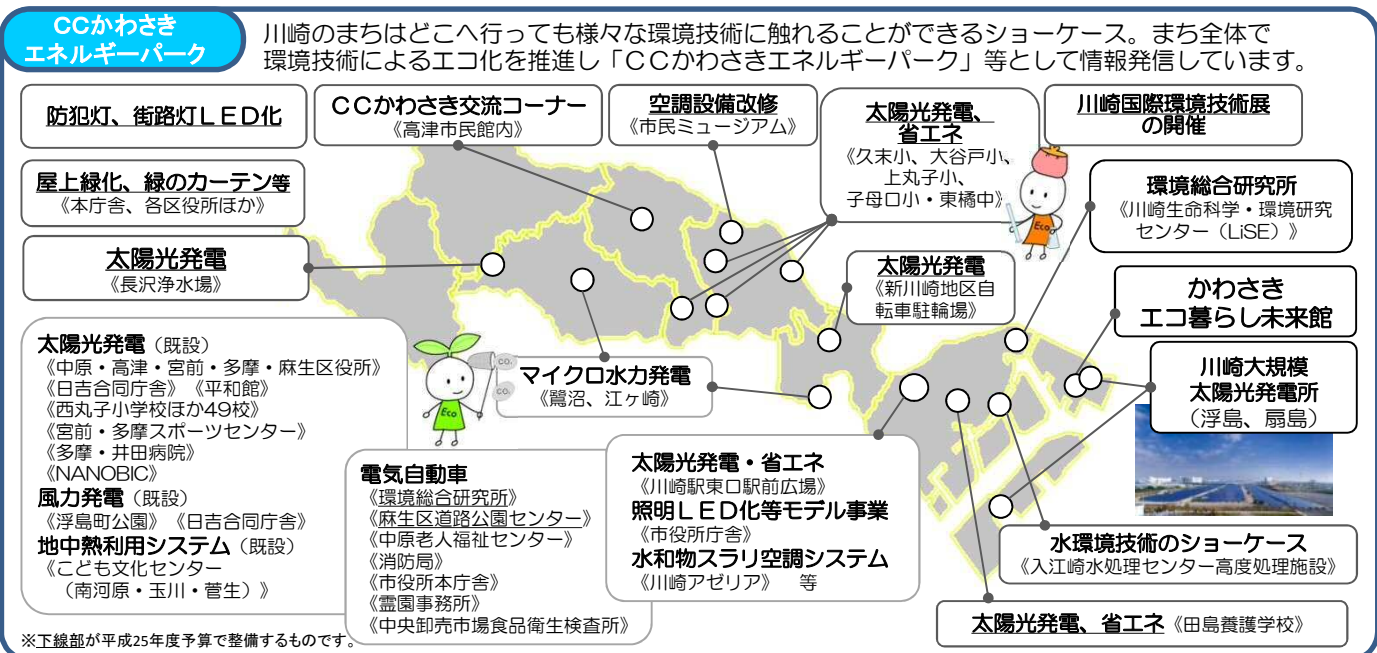 CCかわさき
エネルギーパーク
川崎のまちはどこへ行っても様々な環境技術に触れることができるショーケース。まち全体で
環境技術によるエコ化を推進し「CCかわさきエネルギーパーク」等として情報発信しています。
防犯灯、街路灯LED化
CCかわさき交流コーナー
《高津市民館内》
空調設備改修
《市民ミュージアム》
太陽光発電、
省エネ
《久末小、大谷戸小、
上丸子小、
子母口小・東橘中》
川崎国際環境技術展
の開催
屋上緑化、緑のカーテン等
《本庁舎、各区役所ほか》
環境総合研究所
《川崎生命科学・環境研究
センター（LiSE）》
太陽光発電
《長沢浄水場》
太陽光発電
《新川崎地区自
転車駐輪場》
かわさき
エコ暮らし未来館
川崎大規模
太陽光発電所
（浮島、扇島）
太陽光発電（既設）
《中原・高津・宮前・多摩・麻生区役所》
《日吉合同庁舎》《平和館》
《西丸子小学校ほか49校》
《宮前・多摩スポーツセンター》
《多摩・井田病院》
《NANOBIC》
風力発電（既設）
《浮島町公園》《日吉合同庁舎》
地中熱利用システム（既設）
《こども文化センター
（南河原・玉川・菅生）》
CO₂
CO₂
Eco
Eco
マイクロ水力発電
《鷺沼、江ヶ崎》
電気自動車
《環境総合研究所》
《麻生区道路公園センター》
《中原老人福祉センター》
《消防局》
《市役所本庁舎》
《霊園事務所》
《中央卸売市場食品衛生検査所》
太陽光発電・省エネ
《川崎駅東口駅前広場》
照明LED化等モデル事業
《市役所庁舎》
水和物スラリ空調システム
《川崎アゼリア》 等
水環境技術のショーケース
《入江崎水処理センター高度処理施設》
太陽光発電、省エネ《田島養護学校》
※下線部が平成25年度予算で整備するものです。